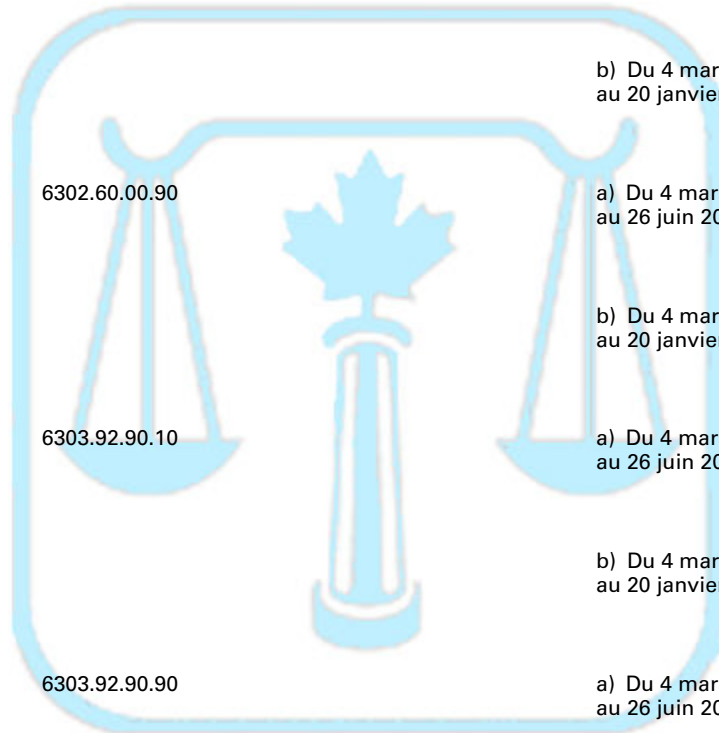 b) Du 4 mar
au 20 janvier
6302.60.00.90 a) Du 4 mar
au 26 juin 20
b) Du 4 mar
au 20 janvier
6303.92.90.10 a) Du 4 mar
au 26 juin 20
b) Du 4 mar
au 20 janvier
6303.92.90.90 a) Du 4 mar
au 26 juin 20